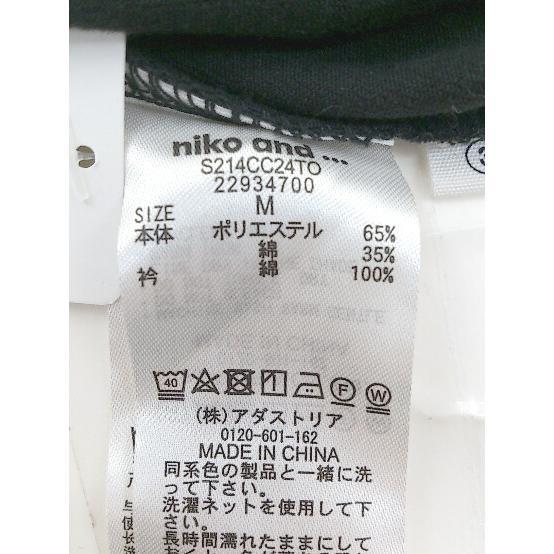 niko and ...
S214CC24TO
22934700
SIZE M
本体 ポリエステル 65%
綿 35%
衿 綿 100%
40 F W
(株)アダストリア
0120-601-162
MADE IN CHINA
同系色の製品と一緒に洗
って下さい。
洗濯ネットを使用して下
さい。
長時間濡れたままにして